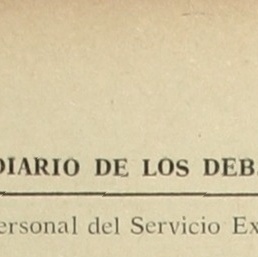 DIARIO DE LOS DEB
ersonal del Servicio Ex